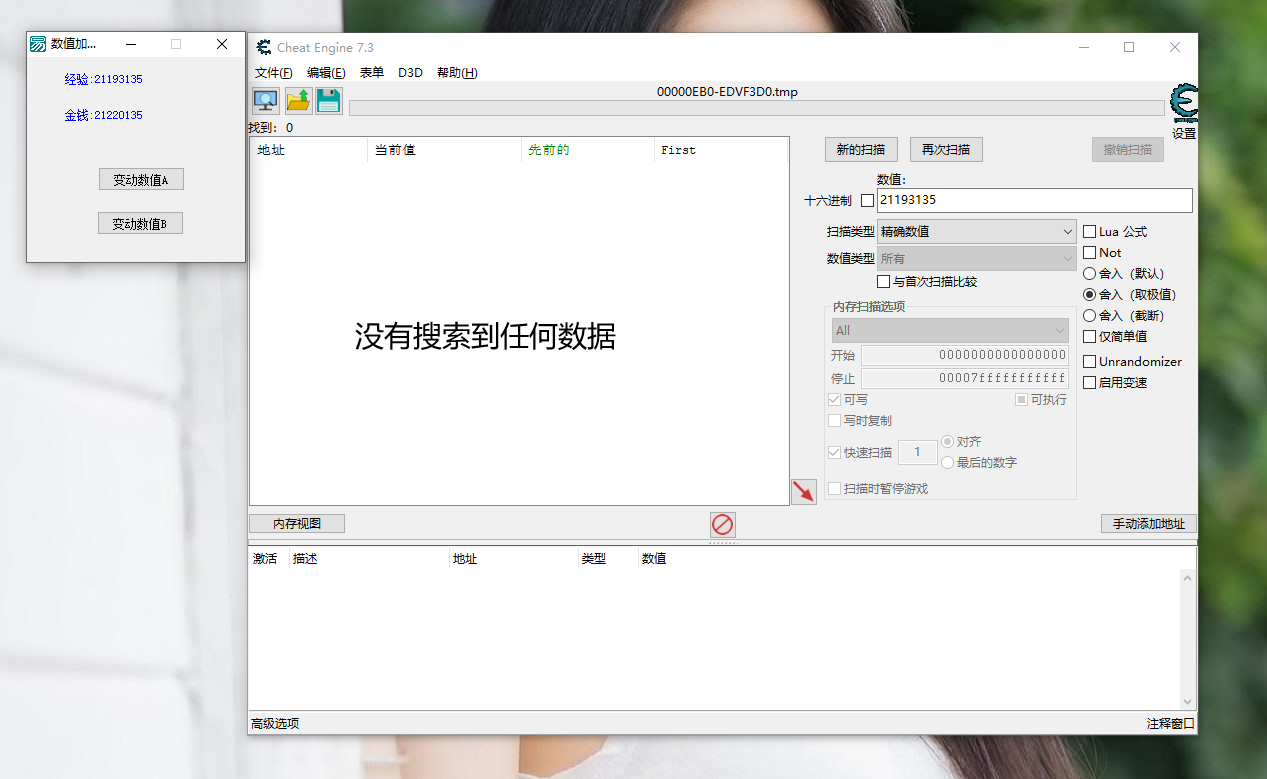 数值加...
经验:21193135
金钱:21220135
变动数值A
变动数值B
Cheat Engine 7.3
文件(F) 编辑(E) 表单 D3D 帮助(H)
00000EB0-EDVF3D0.tmp
找到: 0
设置
地址 当前值 先前的 First
没有搜索到任何数据
新的扫描 再次扫描 撤销扫描
数值:
十六进制 21193135
扫描类型 精确数值
数值类型 所有
与首次扫描比较
Lua 公式
Not
舍入 (默认)
舍入 (取极值)
舍入 (截断)
仅简单值
Unrandomizer
启用变速
内存扫描选项
All
开始 0000000000000000
停止 00007fffffffffff
可写 可执行
写时复制
快速扫描 1 对齐
最后的数字
扫描时暂停游戏
内存视图 手动添加地址
激活 描述 地址 类型 数值
高级选项 注释窗口